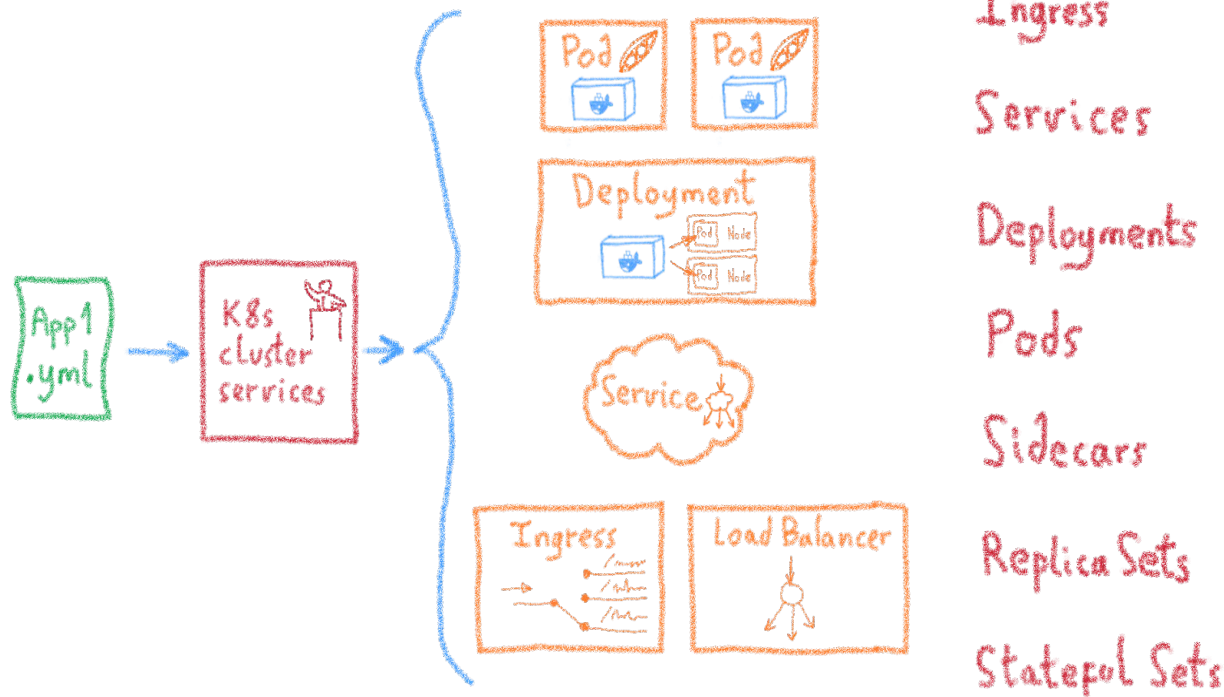 App1
.yml
K8s
cluster
services
Pod
Pod
Deployment
Pod Node
Pod Node
Service
Ingress
Load Balancer
Ingress
Services
Deployments
Pods
Sidecars
Replica Sets
Stateful Sets